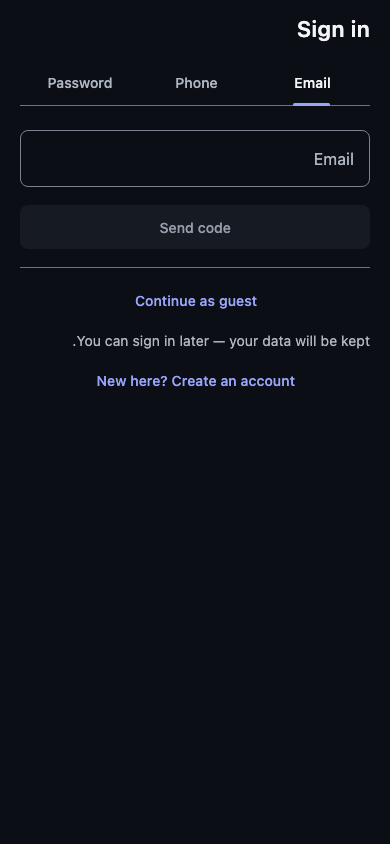 Sign in
Email
Phone
Password
Email
Send code
Continue as guest
You can sign in later — your data will be kept.
New here? Create an account